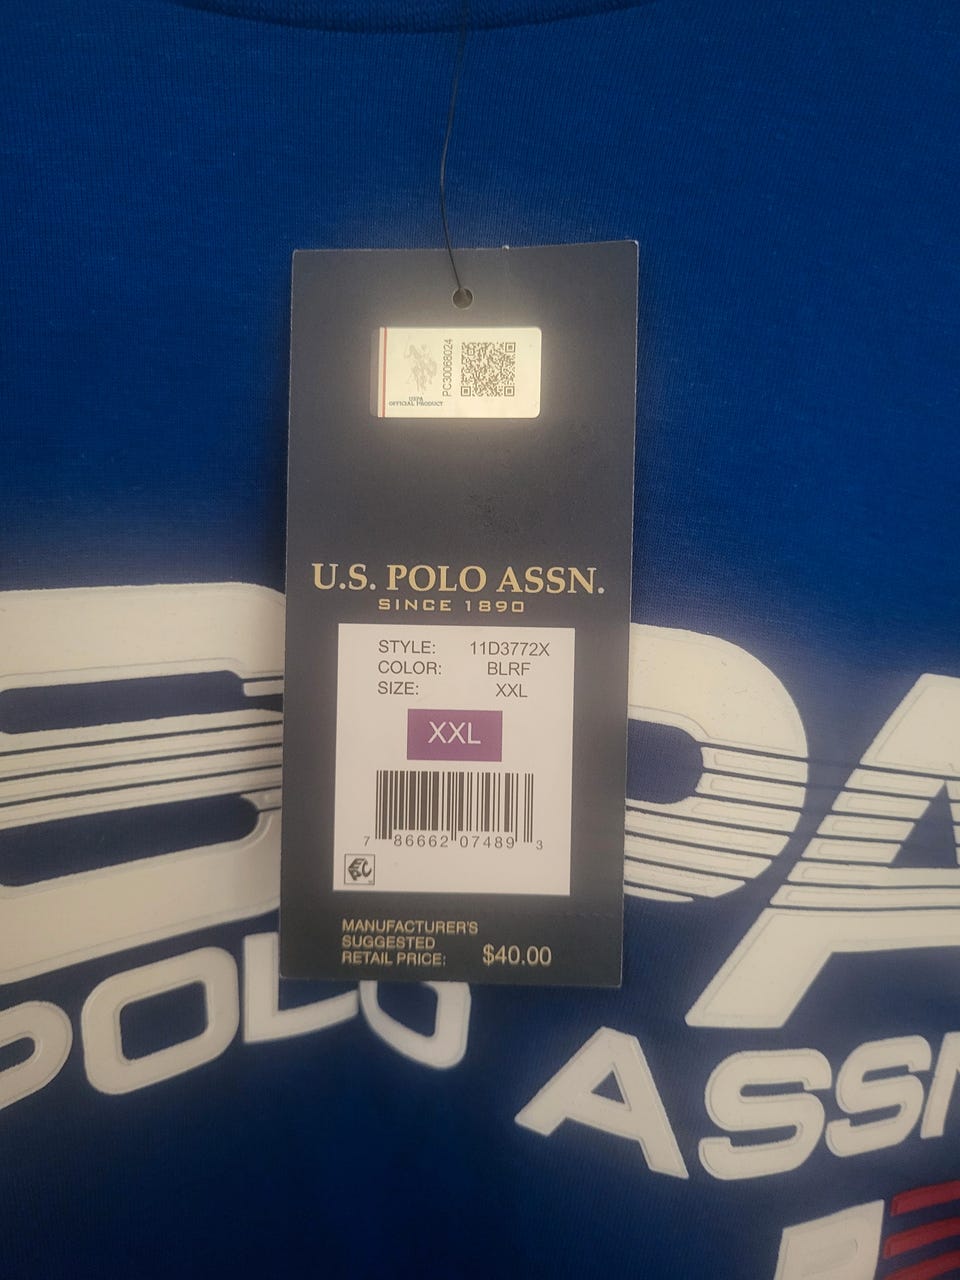 PC30068024
USPA
OFFICIAL PRODUCT
U.S. POLO ASSN.
SINCE 1890
STYLE: 11D3772X
COLOR: BLRF
SIZE: XXL
XXL
7 86662 07489 3
MANUFACTURER'S
SUGGESTED
RETAIL PRICE: $40.00
SPA
POLO
ASSN